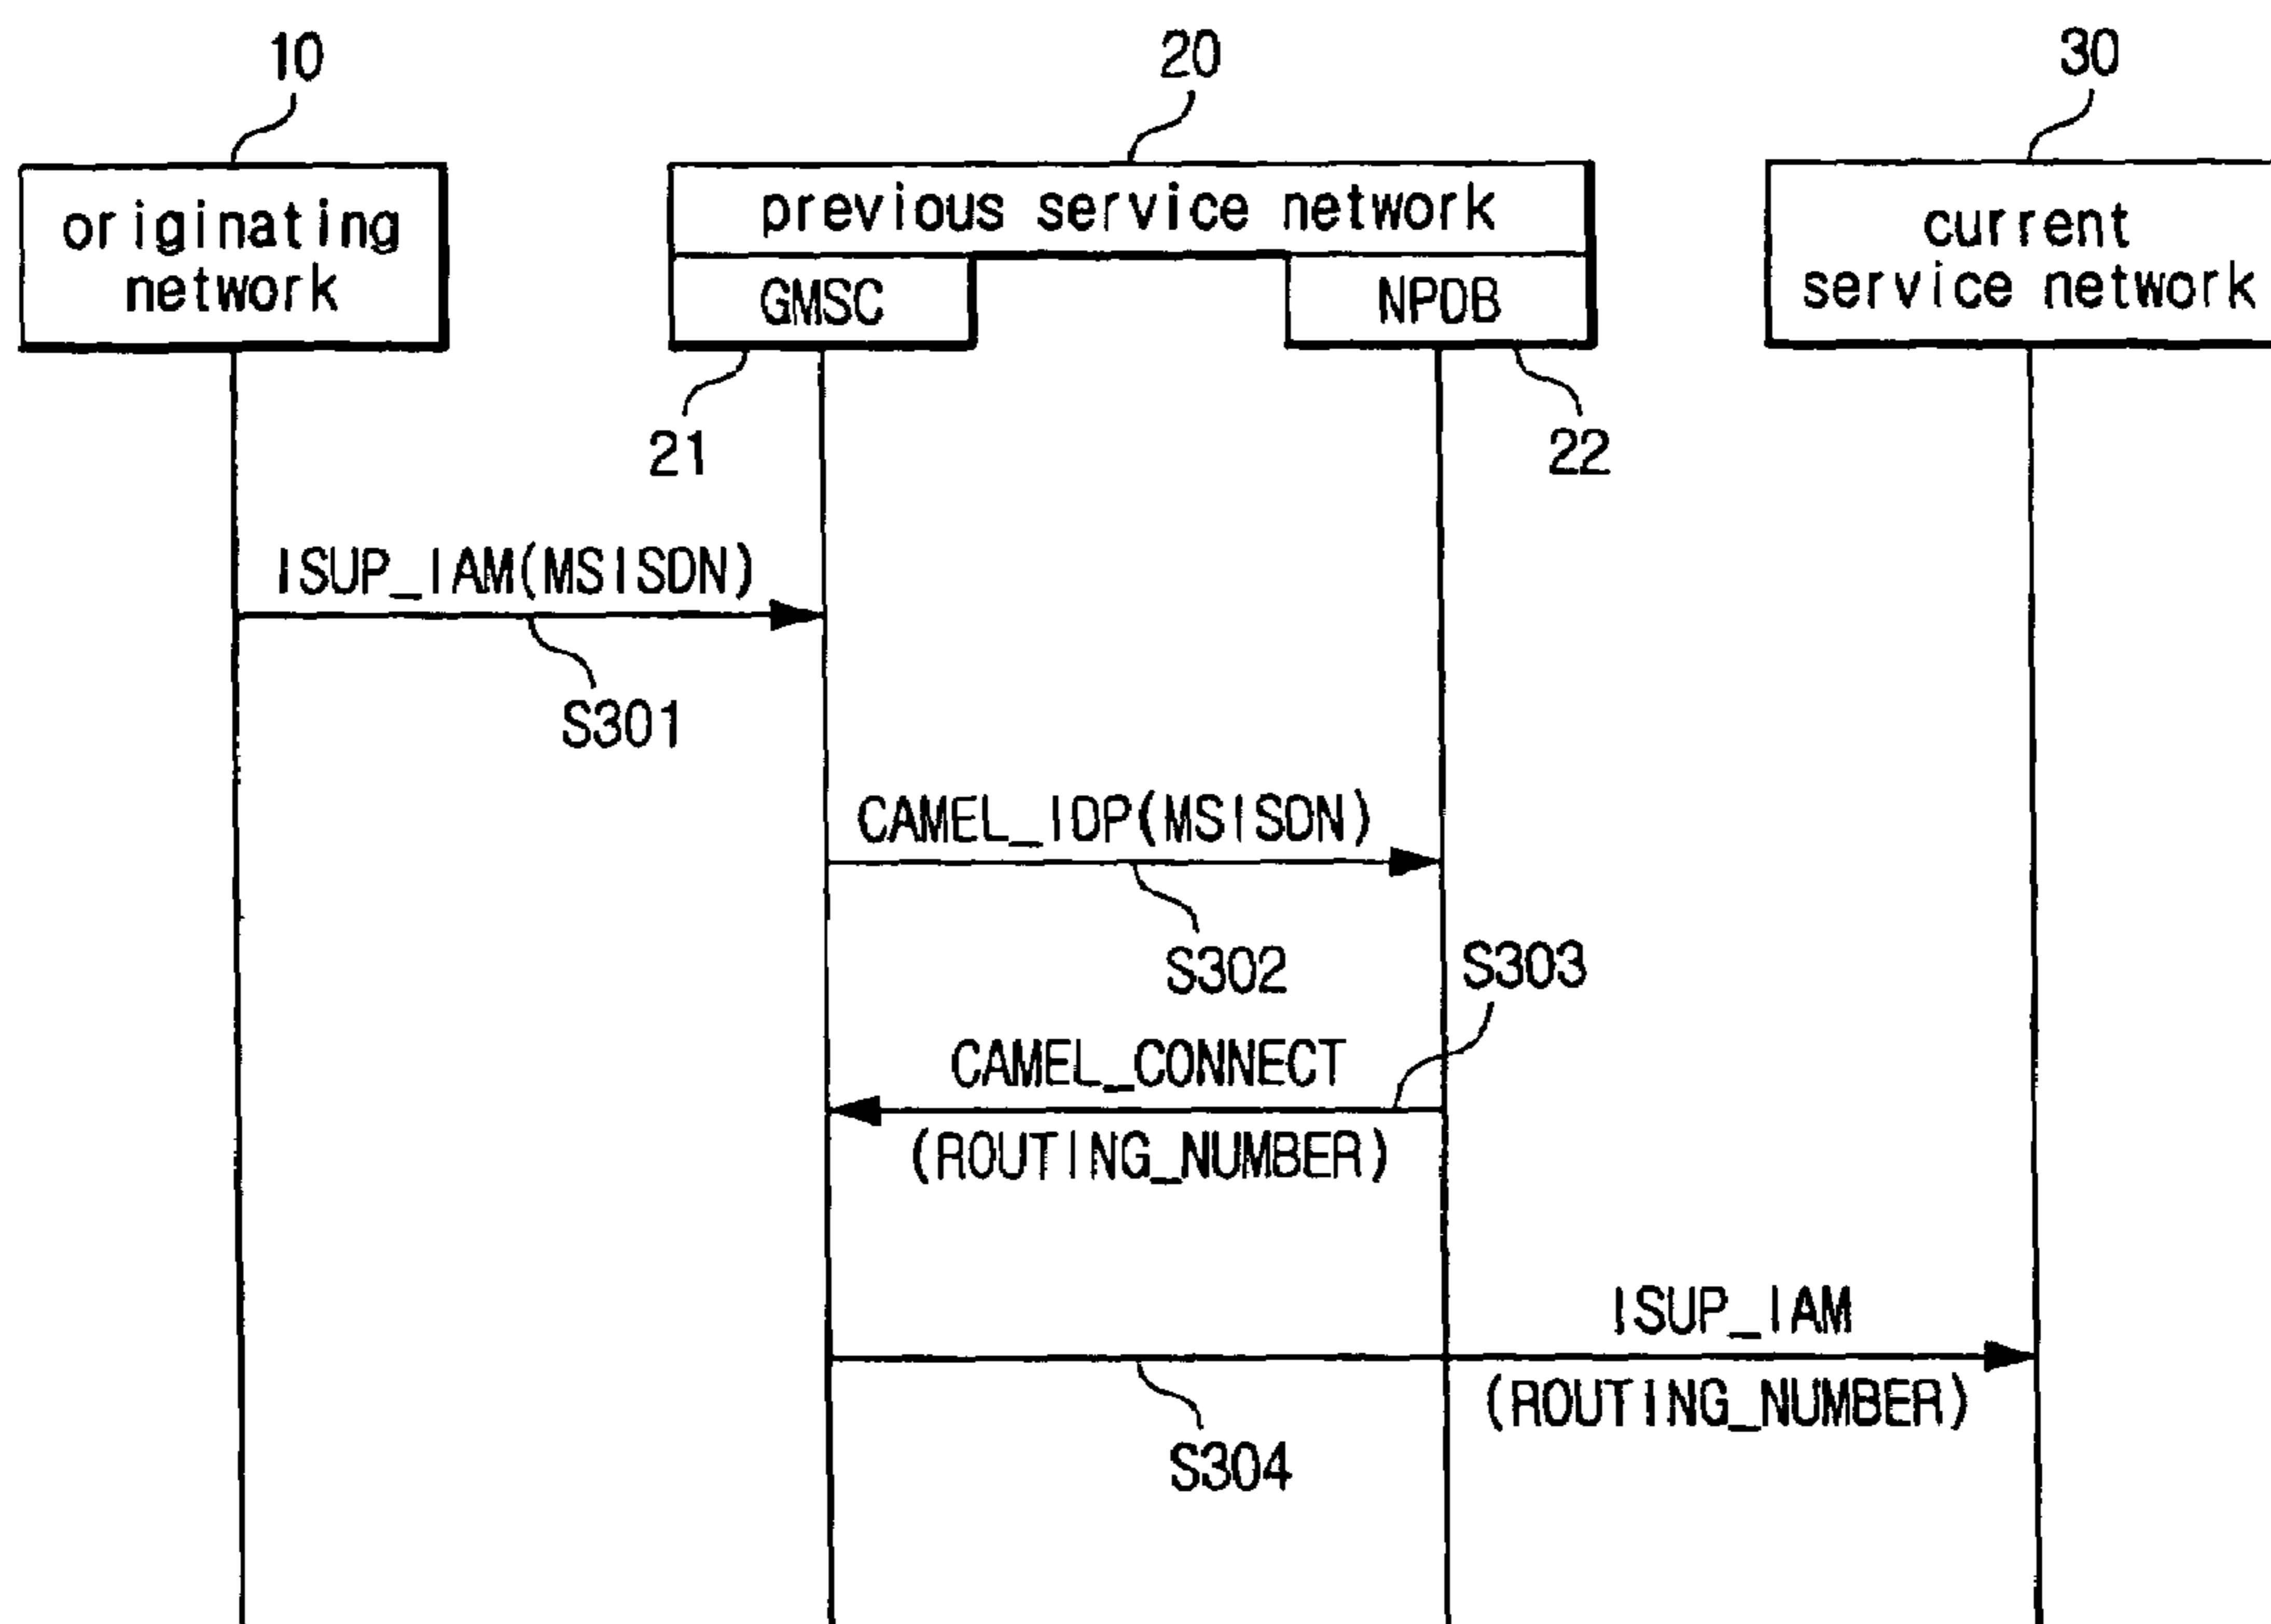 10
20
30
originating
network
previous service network
GMSC
NPDB
current
service network
21
22
ISUP_IAM(MSISDN)
S301
CAMEL_IDP(MSISDN)
S302
S303
CAMEL_CONNECT
(ROUTING_NUMBER)
ISUP_IAM
(ROUTING_NUMBER)
S304